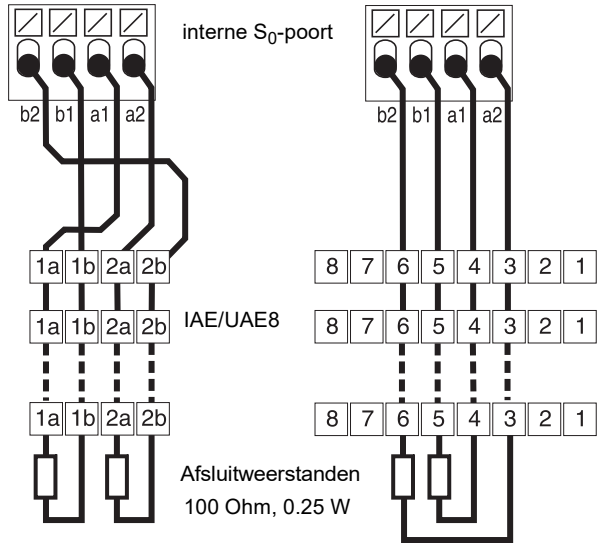 interne S0-poort
b2 b1 a1 a2
b2 b1 a1 a2
1a 1b 2a 2b
8 7 6 5 4 3 2 1
1a 1b 2a 2b
IAE/UAE8
8 7 6 5 4 3 2 1
1a 1b 2a 2b
8 7 6 5 4 3 2 1
Afsluitweerstanden
100 Ohm, 0.25 W